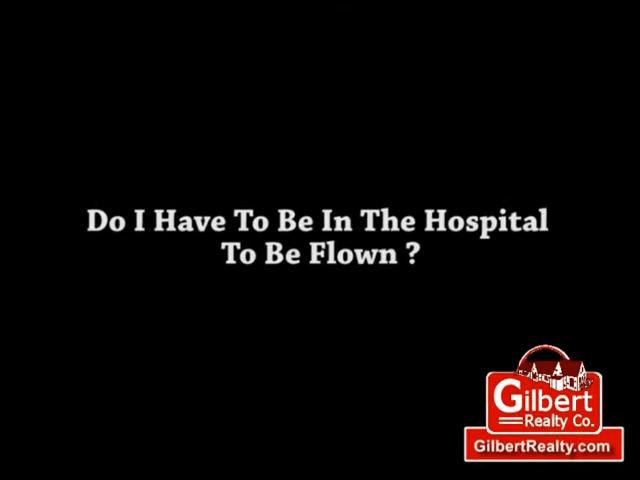 Do I Have To Be In The Hospital
To Be Flown ?
Gilbert
Realty Co.
GilbertRealty.com